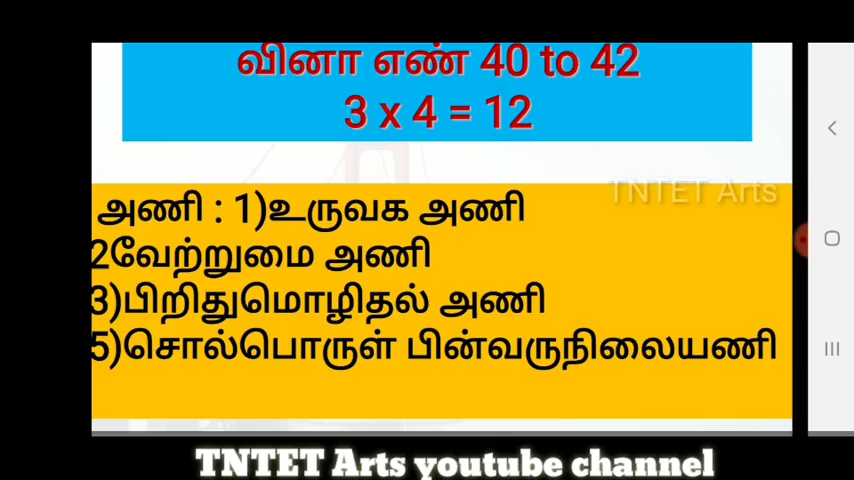 வினா எண் 40 to 42
3 x 4 = 12
TNTET Arts
அணி : 1)உருவக அணி
2வேற்றுமை அணி
3)பிறிதுமொழிதல் அணி
5)சொல்பொருள் பின்வருநிலையணி
TNTET Arts youtube channel